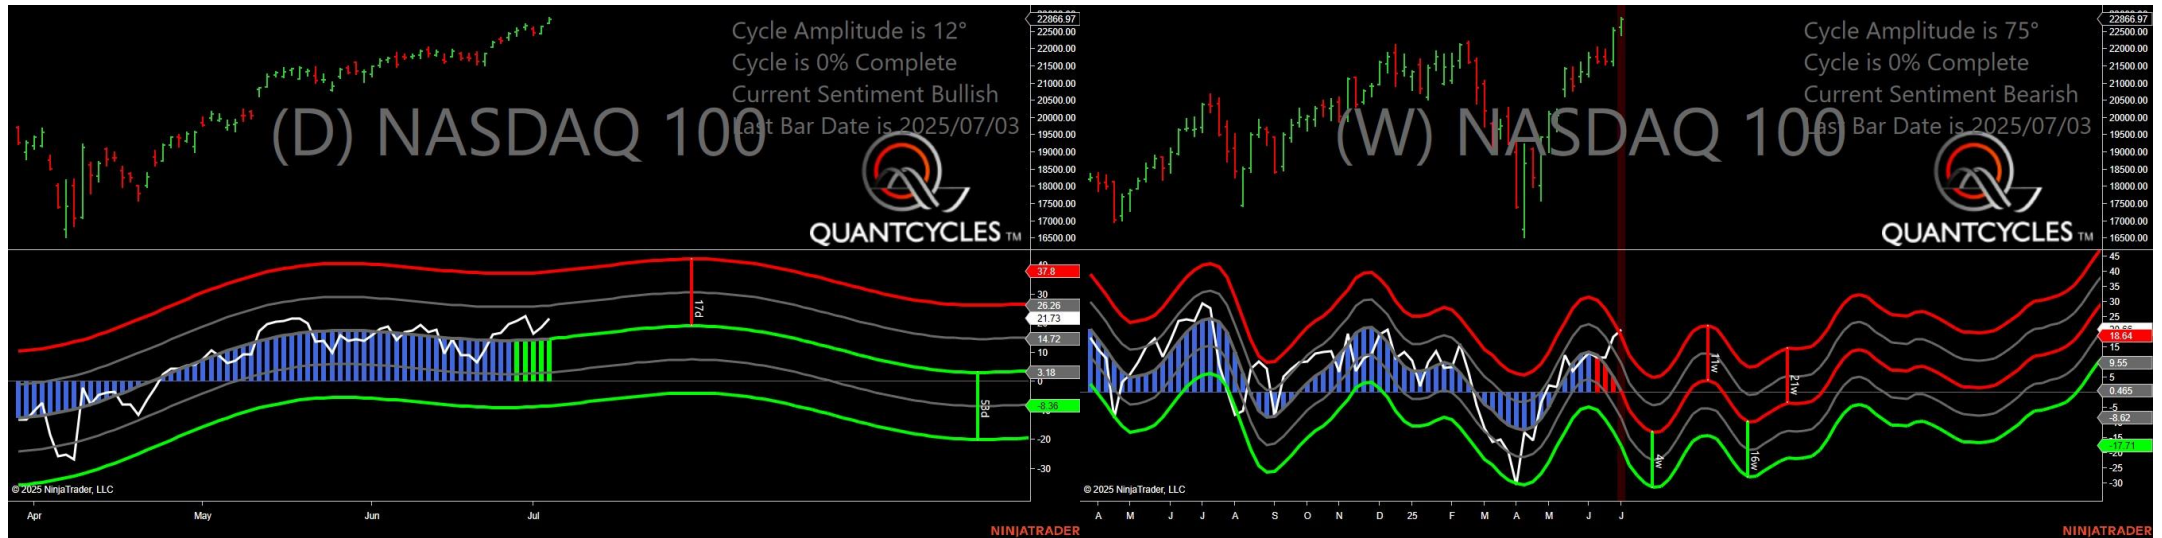 Cycle Amplitude is 12°
Cycle is 0% Complete
Current Sentiment Bullish
Last Bar Date is 2025/07/03
(D) NASDAQ 100
QUANTCYCLES TM
22866.97
22500.00
22000.00
21500.00
21000.00
20500.00
20000.00
19500.00
19000.00
18500.00
18000.00
17500.00
17000.00
16500.00
37.8
30
26.26
21.73
14.72
10
3.18
0
-8.36
-20
-30
17d
58d
© 2025 NinjaTrader, LLC
Apr May Jun Jul
NINJATRADER
Cycle Amplitude is 75°
Cycle is 0% Complete
Current Sentiment Bearish
Last Bar Date is 2025/07/03
(W) NASDAQ 100
QUANTCYCLES TM
22866.97
22500.00
22000.00
21500.00
21000.00
20500.00
20000.00
19500.00
19000.00
18500.00
18000.00
17500.00
17000.00
16500.00
45
40
35
30
25
18.64
15
9.55
5
0.465
-5
-8.62
-15
-17.71
-20
-25
-30
4w
11w
16w
21w
© 2025 NinjaTrader, LLC
A M J J A S O N D 25 F M A M J J
NINJATRADER